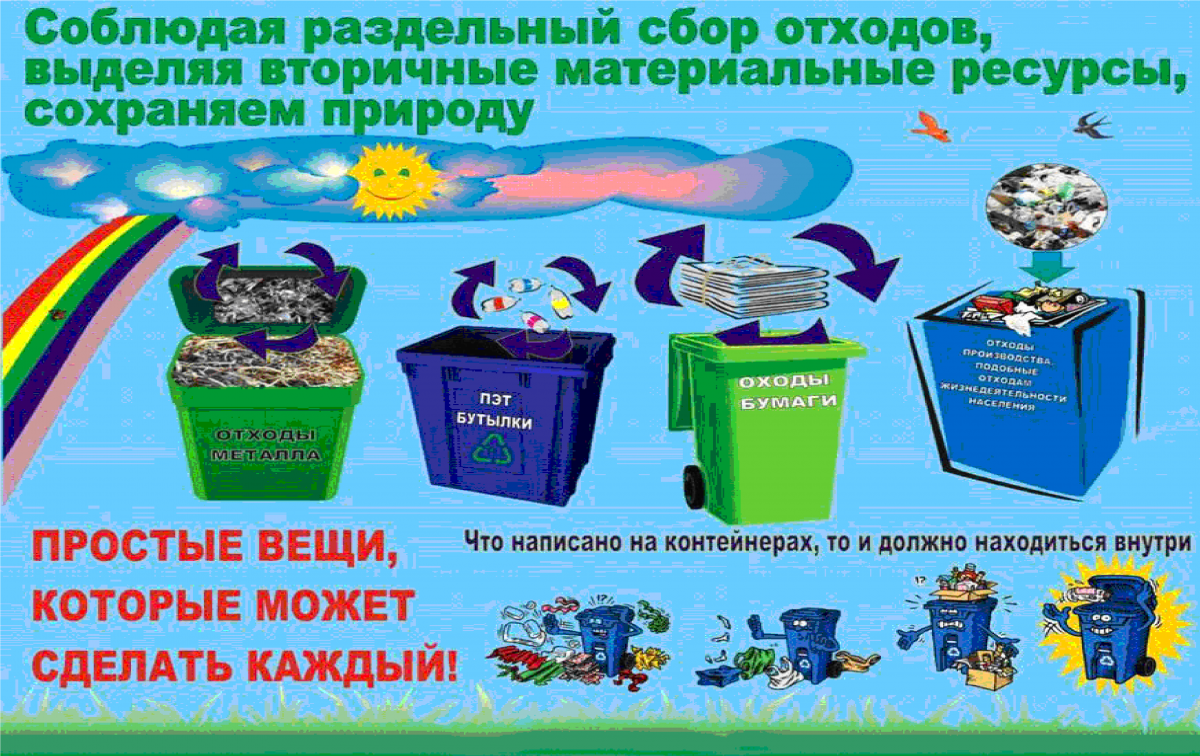 Соблюдая раздельный сбор отходов,
выделяя вторичные материальные ресурсы,
сохраняем природу
ОТХОДЫ
МЕТАЛЛА
ПЭТ
БУТЫЛКИ
ОХОДЫ
БУМАГИ
ОТХОДЫ
ПРОИЗВОДСТВА,
ПОДОБНЫЕ
ОТХОДАМ
ЖИЗНЕДЕЯТЕЛЬНОСТИ
НАСЕЛЕНИЯ
ПРОСТЫЕ ВЕЩИ,
КОТОРЫЕ МОЖЕТ
СДЕЛАТЬ КАЖДЫЙ!
Что написано на контейнерах, то и должно находиться внутри
!?
!?